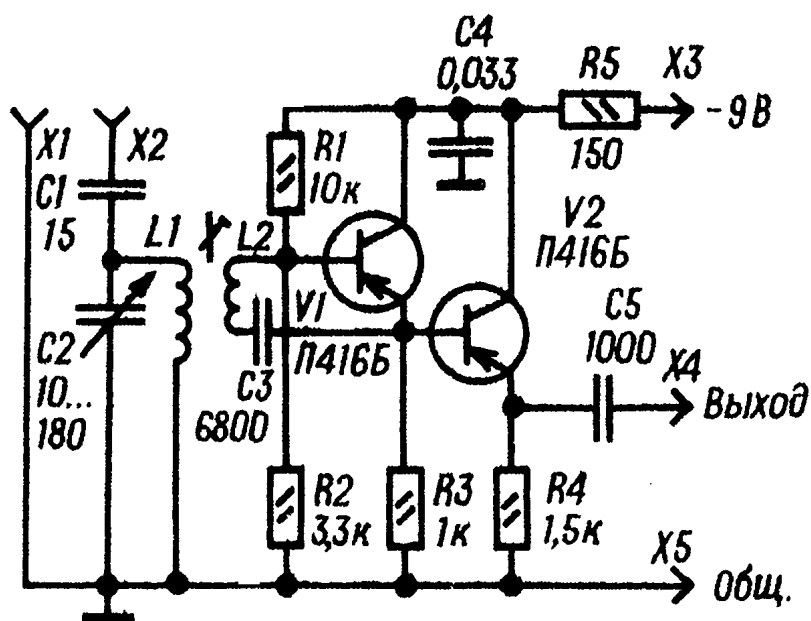 C4
0,033
R5
X3
-9 В
150
X1
X2
C1
15
R1
10к
L1
L2
V2
П416Б
V1
П416Б
C2
10...
180
C3
6800
C5
1000
X4
Выход
R2
3,3к
R3
1к
R4
1,5к
X5
Общ.